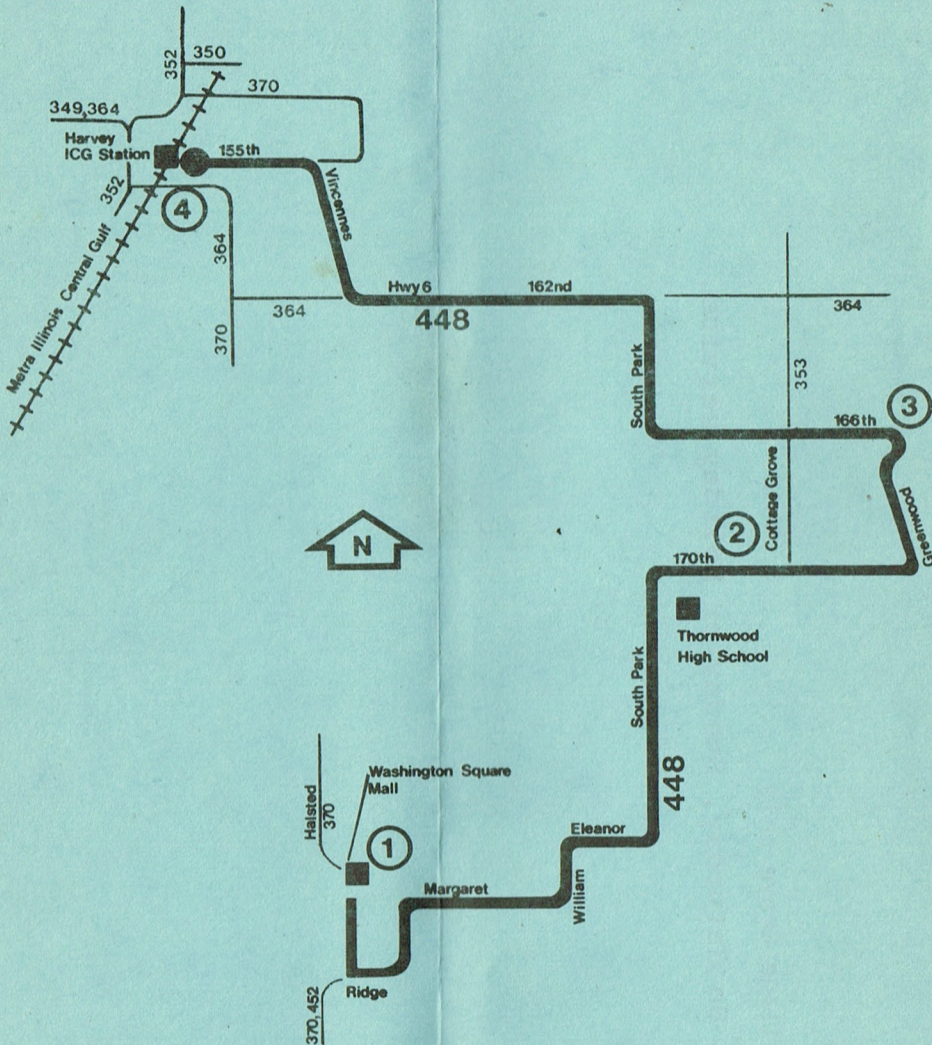 352
350
370
349,364
Harvey
ICG Station
155th
352
4
Vincennes
Metra Illinois Central Gulf
364
364
370
Hwy 6
162nd
448
364
353
South Park
166th
3
Cottage Grove
Greenwood
N
2
170th
Thornwood
High School
South Park
448
Washington Square
Mall
Halsted
370
1
Eleanor
William
Margaret
Ridge
370, 452